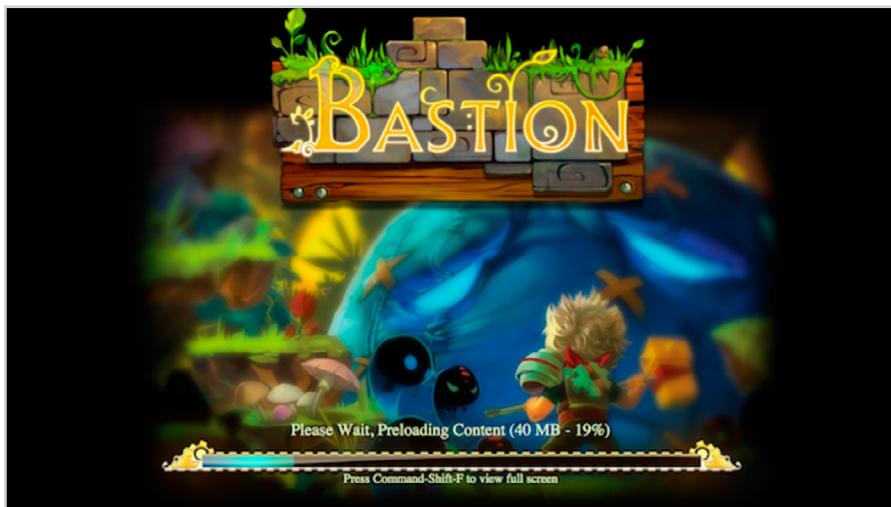 BASTION
Please Wait, Preloading Content (40 MB - 19%)
Press Command-Shift-F to view full screen